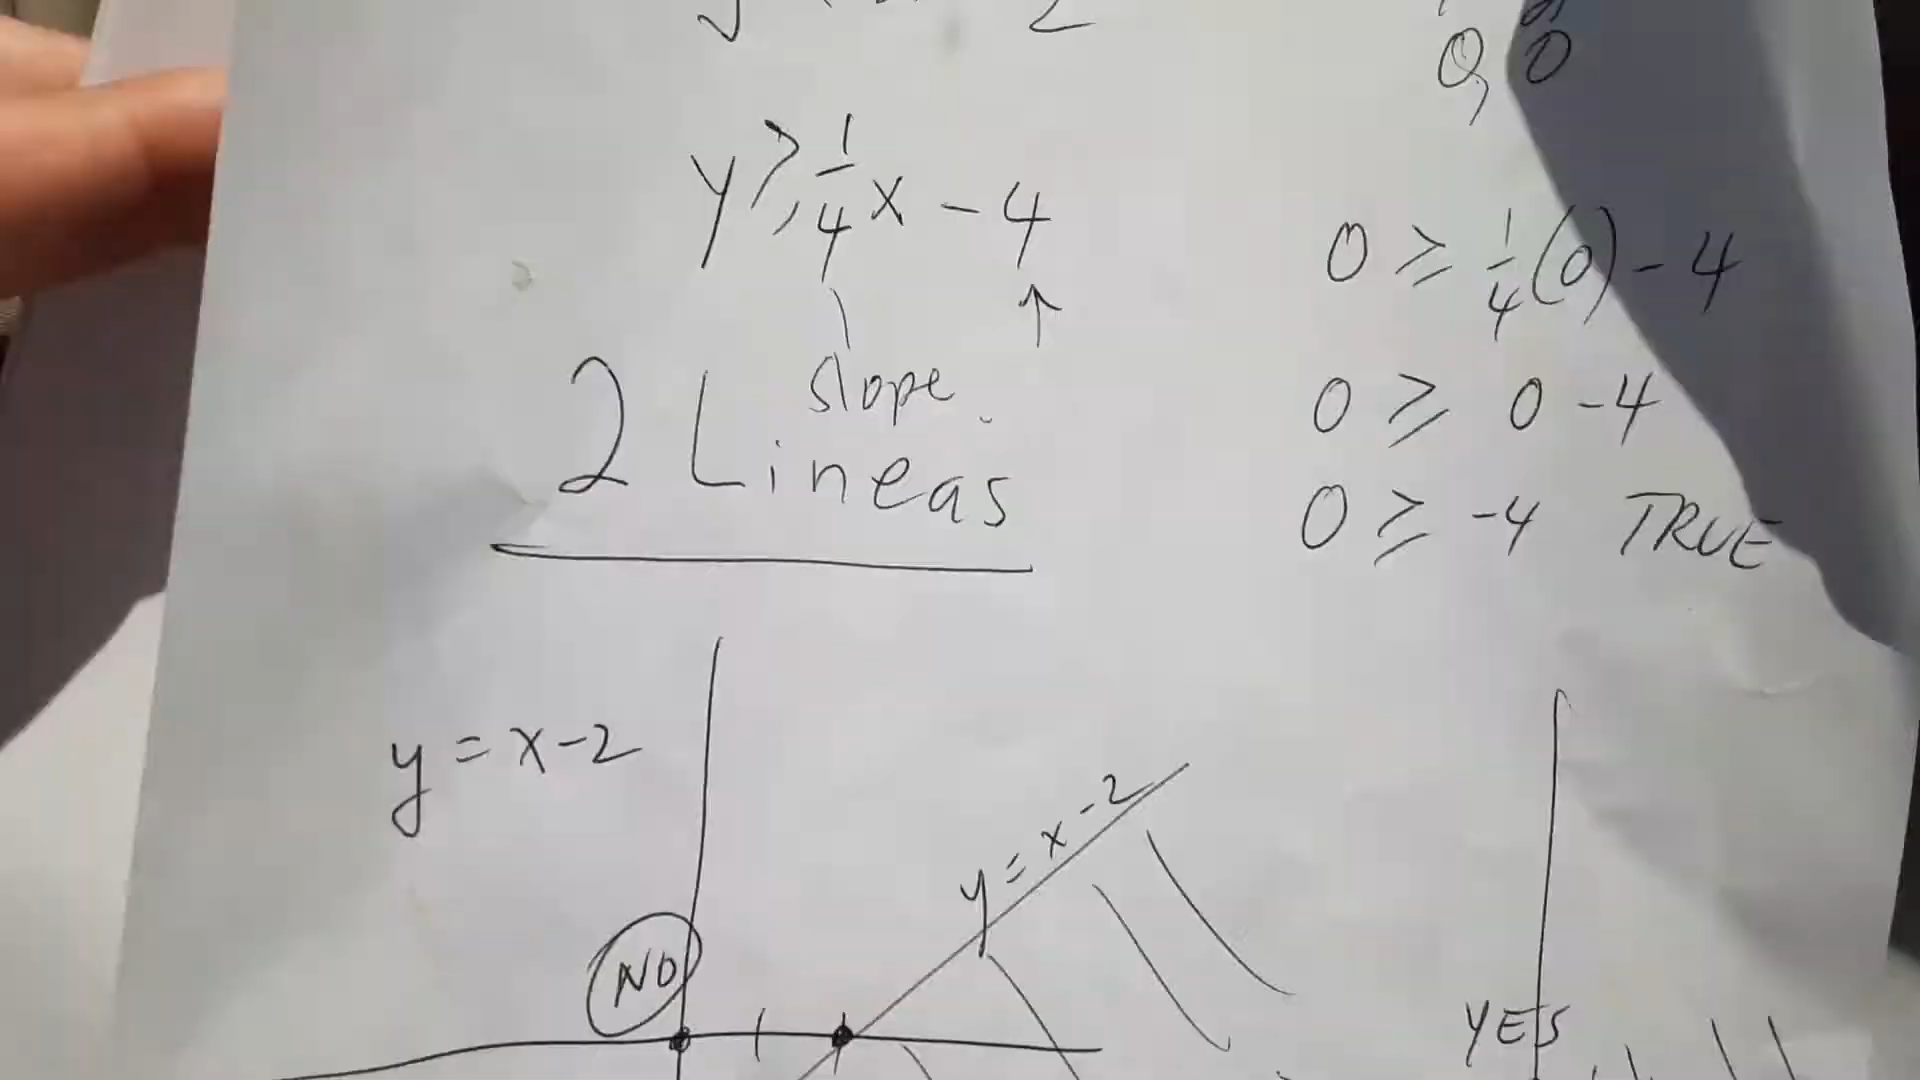 0, 0
y ≥ 1/4 x - 4
slope
2 Lineas
0 ≥ 1/4 (0) - 4
0 ≥ 0 - 4
0 ≥ -4 TRUE
y = x - 2
y = x - 2
NO
YES